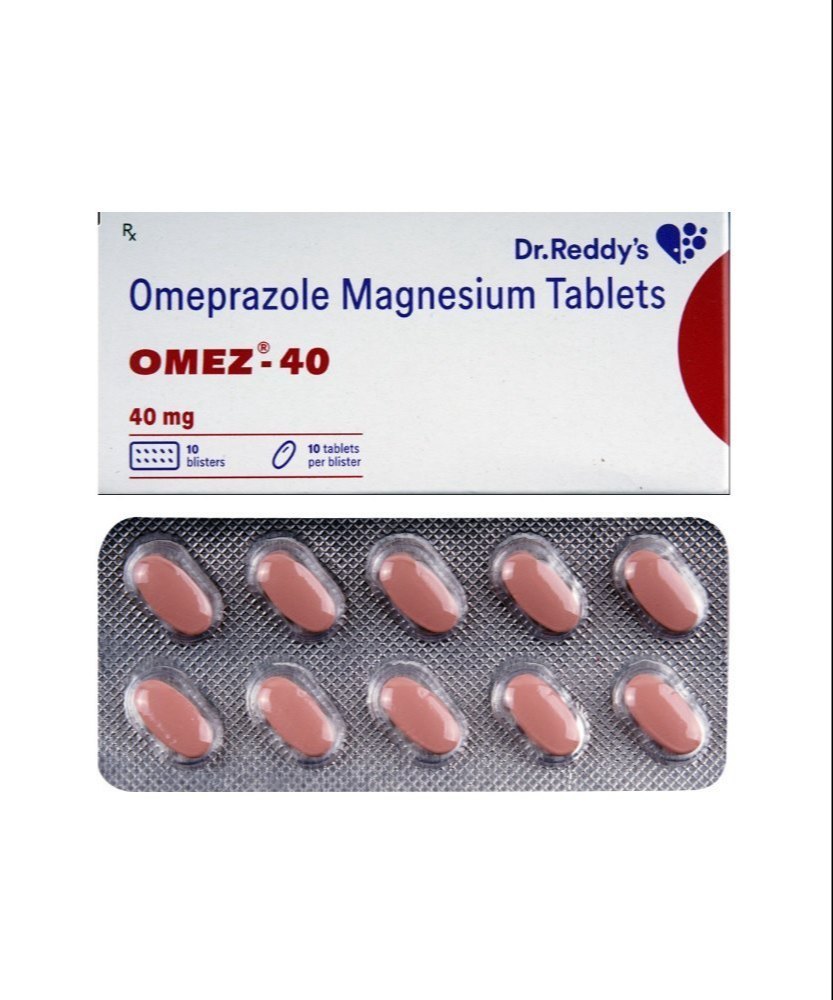 Rx
Dr.Reddy's
Omeprazole Magnesium Tablets
OMEZ®-40
40 mg
10 blisters
10 tablets per blister